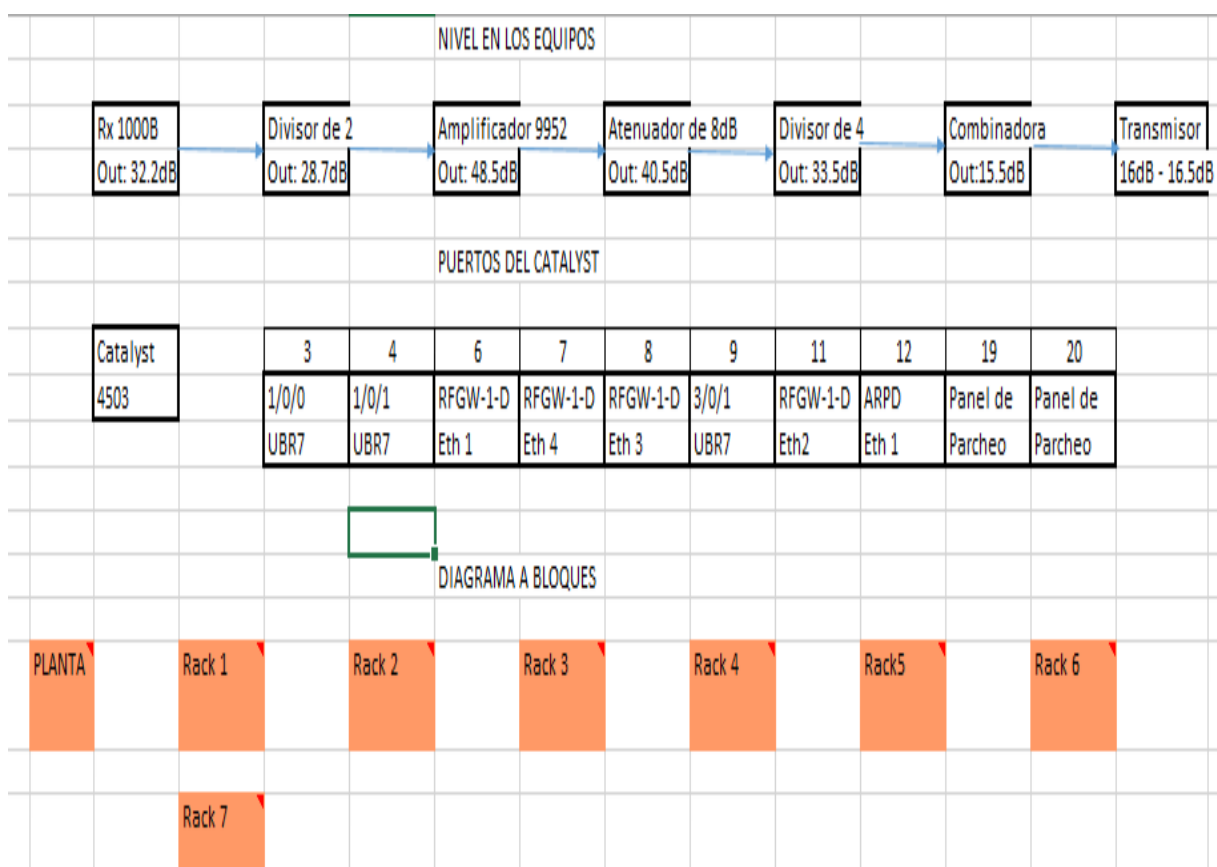 NIVEL EN LOS EQUIPOS
Rx 1000B Divisor de 2 Amplificador 9952 Atenuador de 8dB Divisor de 4 Combinadora Transmisor
Out: 32.2dB Out: 28.7dB Out: 48.5dB Out: 40.5dB Out: 33.5dB Out:15.5dB 16dB - 16.5dB
PUERTOS DEL CATALYST
Catalyst 3 4 6 7 8 9 11 12 19 20
4503 1/0/0 1/0/1 RFGW-1-D RFGW-1-D RFGW-1-D 3/0/1 RFGW-1-D ARPD Panel de Panel de
UBR7 UBR7 Eth 1 Eth 4 Eth 3 UBR7 Eth2 Eth 1 Parcheo Parcheo
DIAGRAMA A BLOQUES
PLANTA Rack 1 Rack 2 Rack 3 Rack 4 Rack5 Rack 6
Rack 7